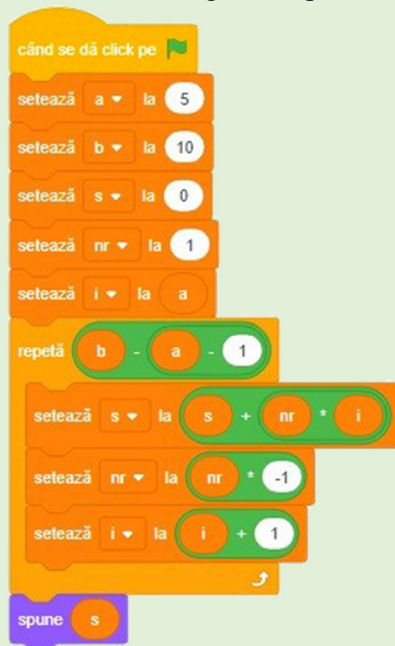 când se dă click pe
setează a la 5
setează b la 10
setează s la 0
setează nr la 1
setează i la a
repetă b - a - 1
setează s la s + nr * i
setează nr la nr * -1
setează i la i + 1
spune s